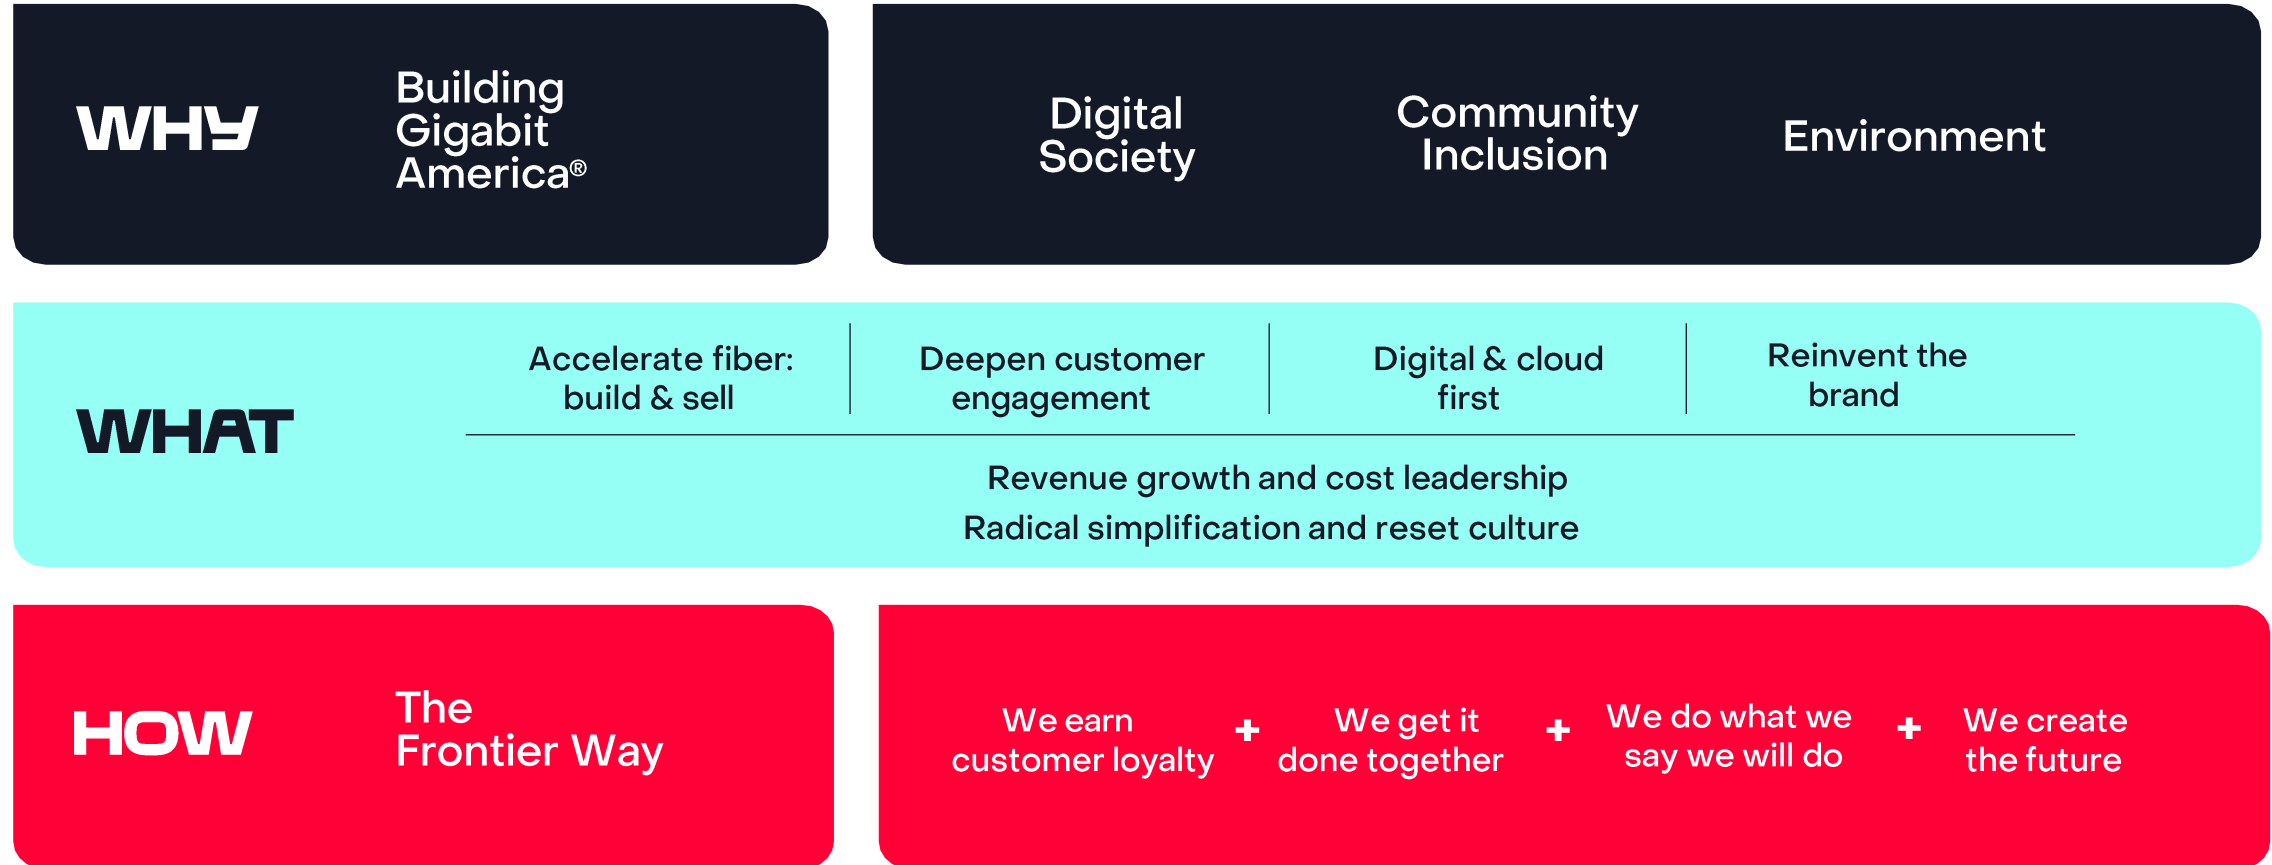 WHY
Building
Gigabit
America®
Digital
Society
Community
Inclusion
Environment
WHAT
Accelerate fiber:
build & sell
Deepen customer
engagement
Digital & cloud
first
Reinvent the
brand
Revenue growth and cost leadership
Radical simplification and reset culture
HOW
The
Frontier Way
We earn
customer loyalty
+
We get it
done together
+
We do what we
say we will do
+
We create
the future